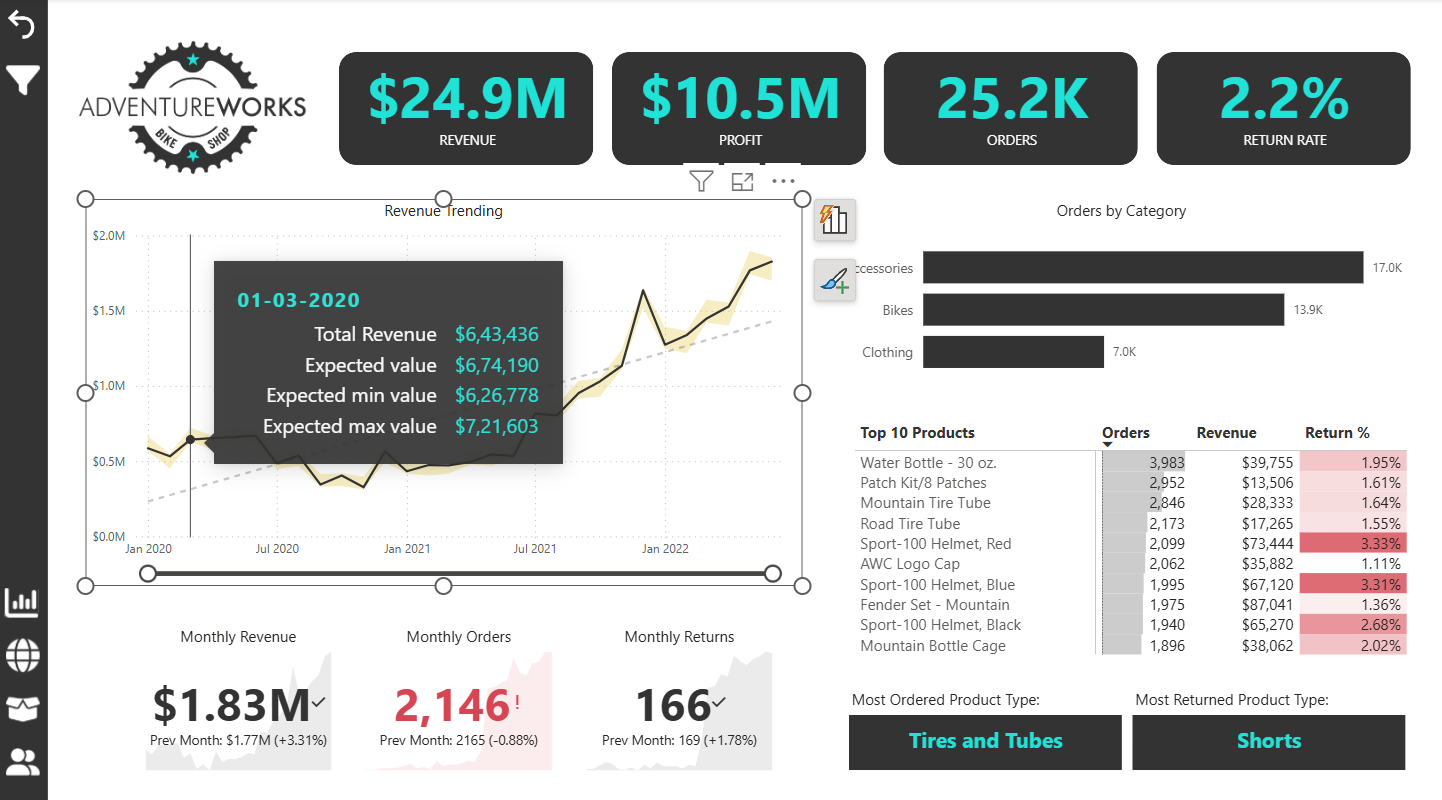 ADVENTUREWORKS
BIKE SHOP
$24.9M
REVENUE
$10.5M
PROFIT
25.2K
ORDERS
2.2%
RETURN RATE
Revenue Trending
$2.0M
$1.5M
$1.0M
$0.5M
$0.0M
Jan 2020
Jul 2020
Jan 2021
Jul 2021
Jan 2022
01-03-2020
Total Revenue $6,43,436
Expected value $6,74,190
Expected min value $6,26,778
Expected max value $7,21,603
Orders by Category
ccessories 17.0K
Bikes 13.9K
Clothing 7.0K
Top 10 Products Orders Revenue Return %
Water Bottle - 30 oz. 3,983 $39,755 1.95%
Patch Kit/8 Patches 2,952 $13,506 1.61%
Mountain Tire Tube 2,846 $28,333 1.64%
Road Tire Tube 2,173 $17,265 1.55%
Sport-100 Helmet, Red 2,099 $73,444 3.33%
AWC Logo Cap 2,062 $35,882 1.11%
Sport-100 Helmet, Blue 1,995 $67,120 3.31%
Fender Set - Mountain 1,975 $87,041 1.36%
Sport-100 Helmet, Black 1,940 $65,270 2.68%
Mountain Bottle Cage 1,896 $38,062 2.02%
Monthly Revenue
$1.83M
Prev Month: $1.77M (+3.31%)
Monthly Orders
2,146!
Prev Month: 2165 (-0.88%)
Monthly Returns
166
Prev Month: 169 (+1.78%)
Most Ordered Product Type:
Tires and Tubes
Most Returned Product Type:
Shorts